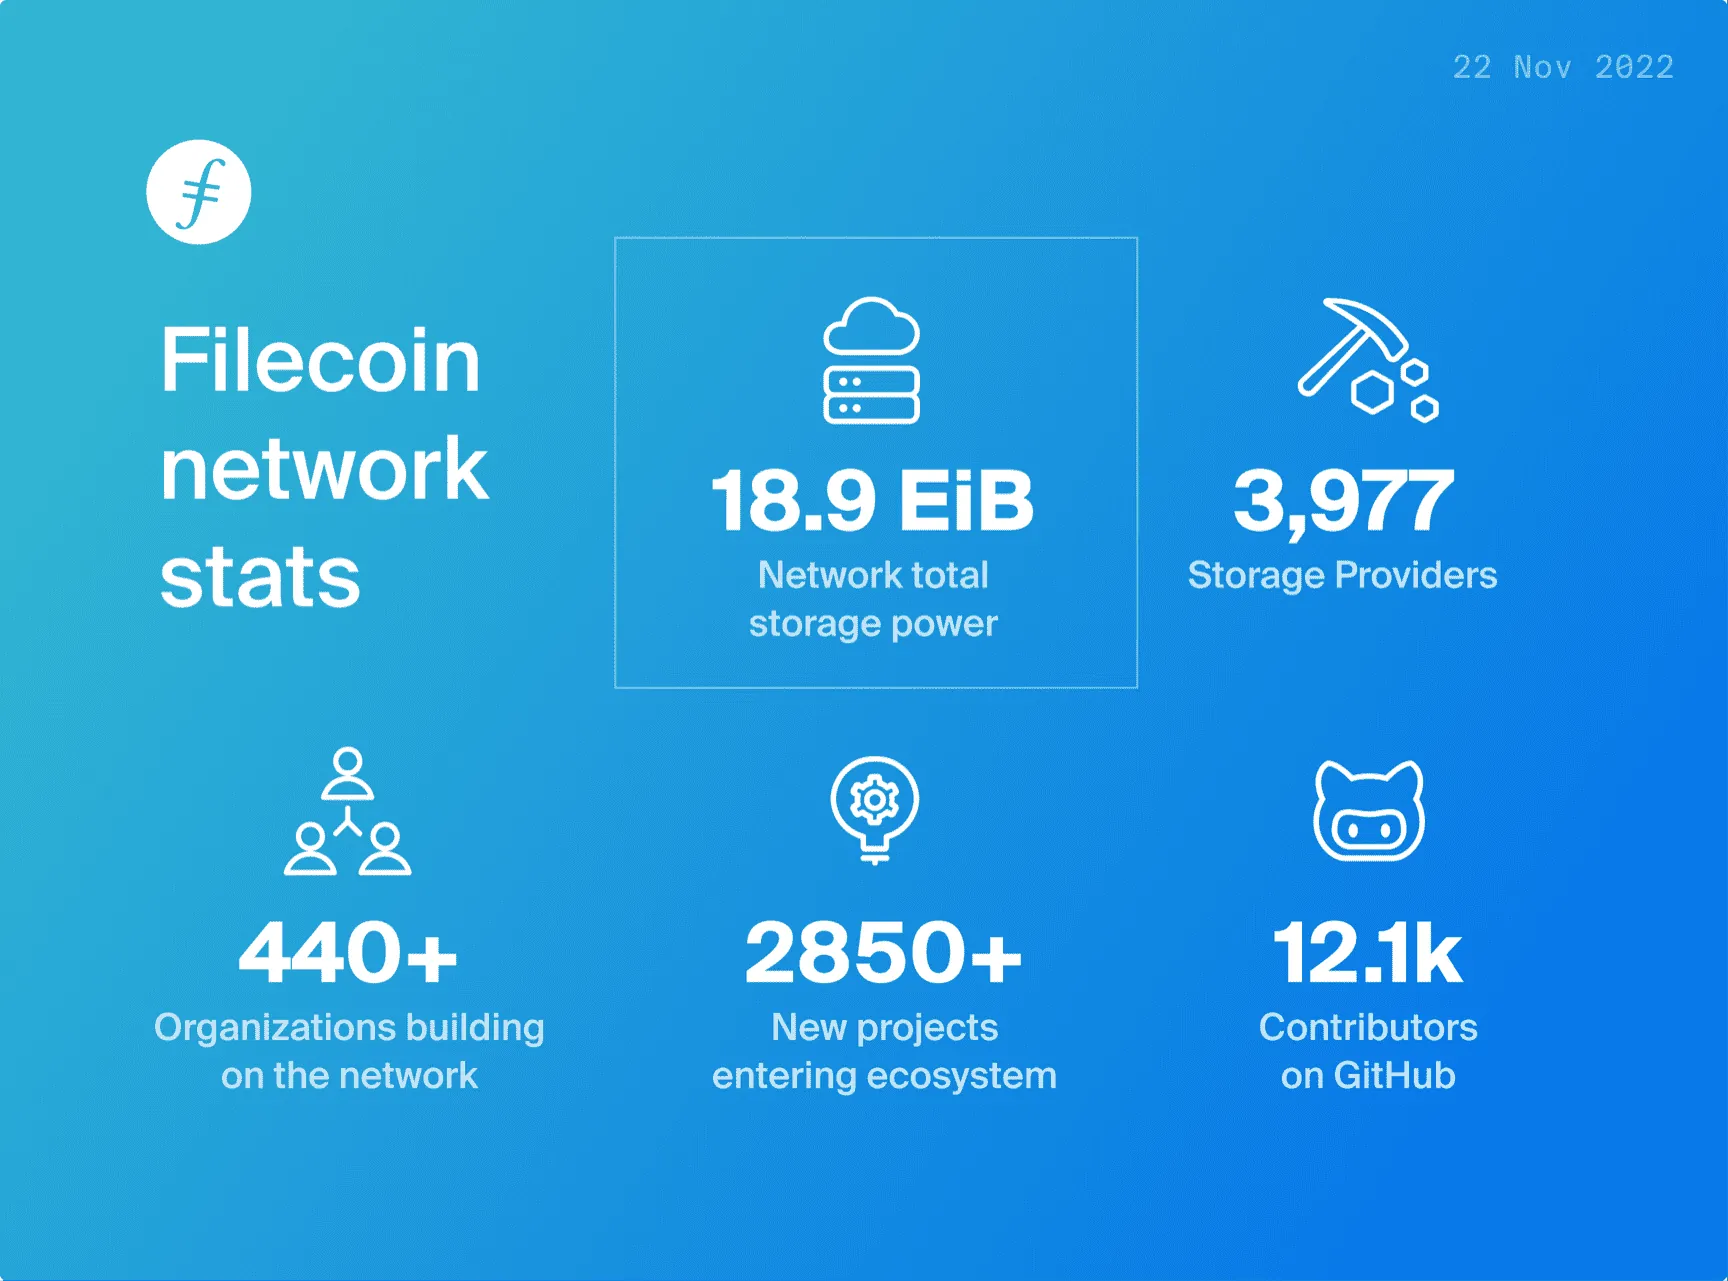 22 Nov 2022
Filecoin
network
stats
18.9 EiB
Network total
storage power
3,977
Storage Providers
440+
Organizations building
on the network
2850+
New projects
entering ecosystem
12.1k
Contributors
on GitHub